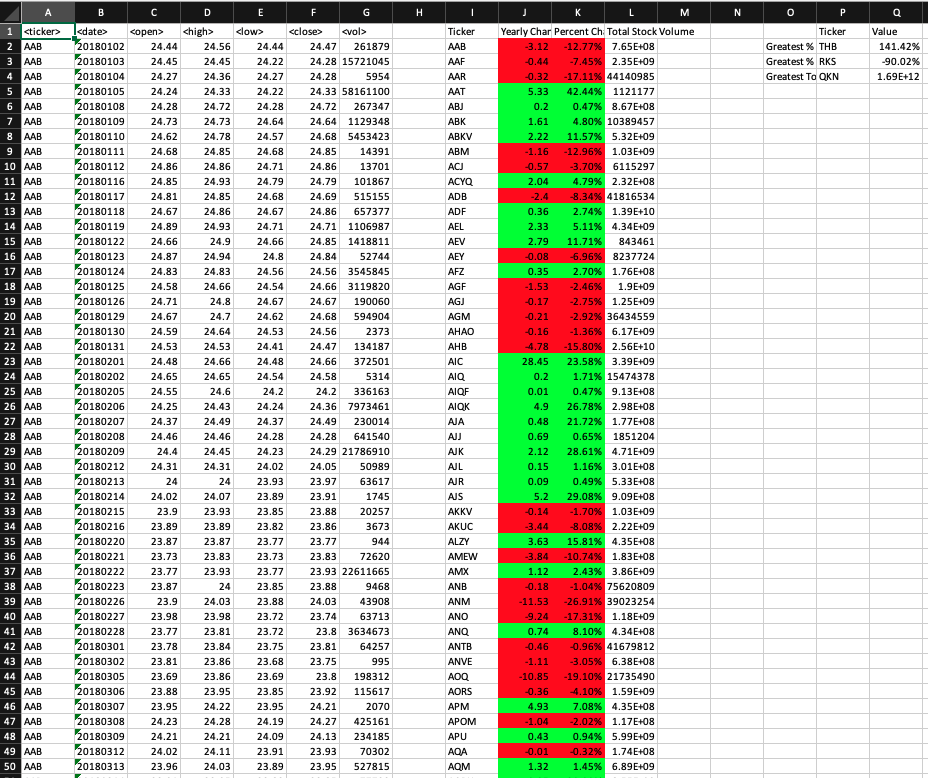 A B C D E F G H I J K L M N O P Q
1 <ticker> <date> <open> <high> <low> <close> <vol> Ticker Yearly Char Percent Cha Total Stock Volume Ticker Value
2 AAB 20180102 24.44 24.56 24.44 24.47 261879 AAB -3.12 -12.77% 7.65E+08 Greatest % THB 141.42%
3 AAB 20180103 24.45 24.45 24.22 24.28 15721045 AAF -0.44 -7.45% 2.35E+09 Greatest % RKS -90.02%
4 AAB 20180104 24.27 24.36 24.27 24.28 5954 AAR -0.32 -17.11% 44140985 Greatest To QKN 1.69E+12
5 AAB 20180105 24.24 24.33 24.22 24.33 58161100 AAT 5.33 42.44% 1121177
6 AAB 20180108 24.28 24.72 24.28 24.72 267347 ABJ 0.2 0.47% 8.67E+08
7 AAB 20180109 24.73 24.73 24.64 24.64 1129348 ABK 1.61 4.80% 10389457
8 AAB 20180110 24.62 24.78 24.57 24.68 5453423 ABKV 2.22 11.57% 5.32E+09
9 AAB 20180111 24.68 24.85 24.68 24.85 14391 ABM -1.16 -12.96% 1.03E+09
10 AAB 20180112 24.86 24.86 24.71 24.86 13701 ACJ -0.57 -3.70% 6115297
11 AAB 20180116 24.85 24.93 24.79 24.79 101867 ACYQ 2.04 4.79% 2.32E+08
12 AAB 20180117 24.81 24.85 24.68 24.69 515155 ADB -2.4 -8.34% 41816534
13 AAB 20180118 24.67 24.86 24.67 24.86 657377 ADF 0.36 2.74% 1.39E+10
14 AAB 20180119 24.89 24.93 24.71 24.71 1106987 AEL 2.33 5.11% 4.34E+09
15 AAB 20180122 24.66 24.9 24.66 24.85 1418811 AEV 2.79 11.71% 843461
16 AAB 20180123 24.87 24.94 24.8 24.84 52744 AEY -0.08 -6.96% 8237724
17 AAB 20180124 24.83 24.83 24.56 24.56 3545845 AFZ 0.35 2.70% 1.76E+08
18 AAB 20180125 24.58 24.66 24.54 24.66 3119820 AGF -1.53 -2.46% 1.9E+09
19 AAB 20180126 24.71 24.8 24.67 24.67 190060 AGJ -0.17 -2.75% 1.25E+09
20 AAB 20180129 24.67 24.7 24.62 24.68 594904 AGM -0.21 -2.92% 36434559
21 AAB 20180130 24.59 24.64 24.53 24.56 2373 AHAO -0.16 -1.36% 6.17E+09
22 AAB 20180131 24.53 24.53 24.41 24.47 134187 AHB -4.78 -15.80% 2.56E+10
23 AAB 20180201 24.48 24.66 24.48 24.66 372501 AIC 28.45 23.58% 3.39E+09
24 AAB 20180202 24.65 24.65 24.54 24.58 5314 AIQ 0.2 1.71% 15474378
25 AAB 20180205 24.55 24.6 24.2 24.2 336163 AIQF 0.01 0.47% 9.13E+08
26 AAB 20180206 24.25 24.43 24.24 24.36 7973461 AIQK 4.9 26.78% 2.98E+08
27 AAB 20180207 24.37 24.49 24.37 24.49 230014 AJA 0.48 21.72% 1.77E+08
28 AAB 20180208 24.46 24.46 24.28 24.28 641540 AJJ 0.69 0.65% 1851204
29 AAB 20180209 24.4 24.45 24.23 24.29 21786910 AJK 2.12 28.61% 4.71E+09
30 AAB 20180212 24.31 24.31 24.02 24.05 50989 AJL 0.15 1.16% 3.01E+08
31 AAB 20180213 24 24 23.93 23.97 63617 AJR 0.09 0.49% 5.33E+08
32 AAB 20180214 24.02 24.07 23.89 23.91 1745 AJS 5.2 29.08% 9.09E+08
33 AAB 20180215 23.9 23.93 23.85 23.88 20257 AKKV -0.14 -1.70% 1.03E+09
34 AAB 20180216 23.89 23.89 23.82 23.86 3673 AKUC -3.44 -8.08% 2.22E+09
35 AAB 20180220 23.87 23.87 23.77 23.77 944 ALZY 3.63 15.81% 4.35E+08
36 AAB 20180221 23.73 23.83 23.73 23.83 72620 AMEW -3.84 -10.74% 1.83E+08
37 AAB 20180222 23.77 23.93 23.77 23.93 22611665 AMX 1.12 2.43% 3.86E+09
38 AAB 20180223 23.87 24 23.85 23.88 9468 ANB -0.18 -1.04% 75620809
39 AAB 20180226 23.9 24.03 23.88 24.03 43908 ANM -11.53 -26.91% 39023254
40 AAB 20180227 23.98 23.98 23.72 23.74 63713 ANO -9.24 -17.31% 1.18E+09
41 AAB 20180228 23.77 23.81 23.72 23.8 3634673 ANQ 0.74 8.10% 4.34E+08
42 AAB 20180301 23.78 23.84 23.75 23.81 64257 ANTB -0.46 -0.96% 41679812
43 AAB 20180302 23.81 23.86 23.68 23.75 995 ANVE -1.11 -3.05% 6.38E+08
44 AAB 20180305 23.69 23.86 23.69 23.8 198312 AOQ -10.85 -19.10% 21735490
45 AAB 20180306 23.88 23.95 23.85 23.92 115617 AORS -0.36 -4.10% 1.59E+09
46 AAB 20180307 23.95 24.22 23.95 24.21 2070 APM 4.93 7.08% 4.35E+08
47 AAB 20180308 24.23 24.28 24.19 24.27 425161 APOM -1.04 -2.02% 1.17E+08
48 AAB 20180309 24.21 24.21 24.09 24.13 234185 APU 0.43 0.94% 5.99E+09
49 AAB 20180312 24.02 24.11 23.91 23.93 70302 AQA -0.01 -0.32% 1.74E+08
50 AAB 20180313 23.96 24.03 23.89 23.95 527815 AQM 1.32 1.45% 6.89E+09